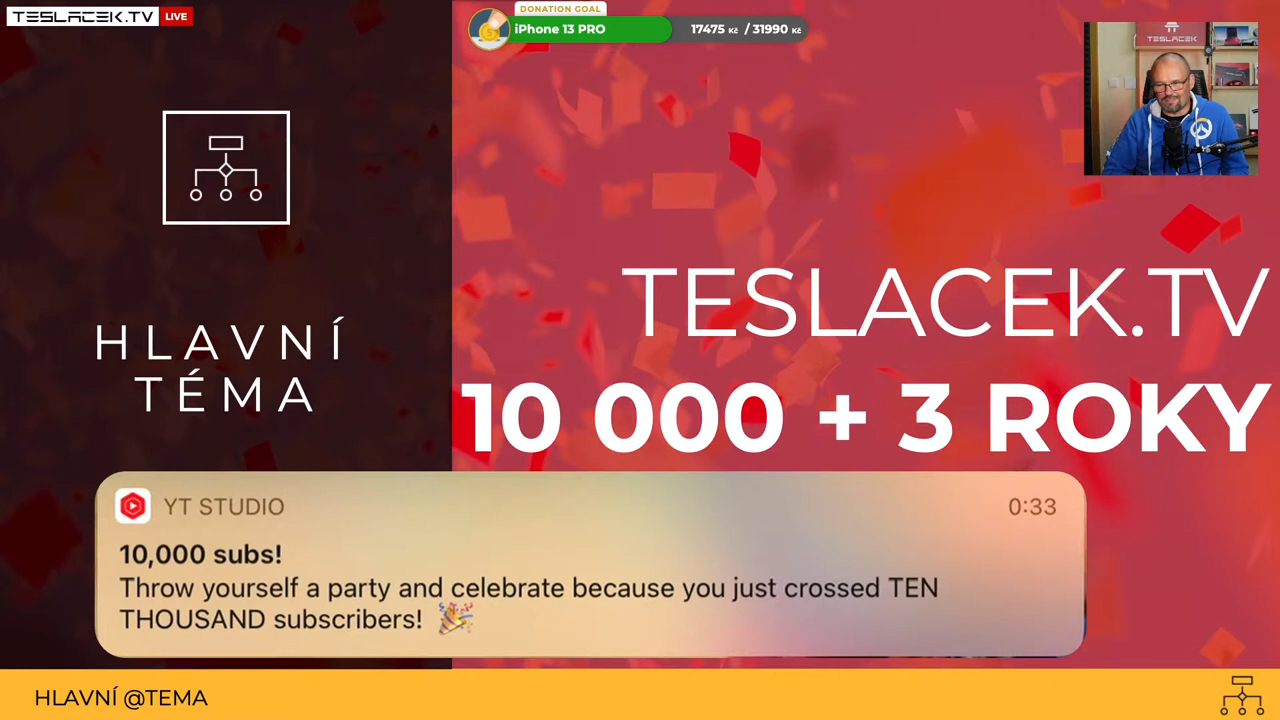 TESLACEK.TV LIVE
DONATION GOAL
iPhone 13 PRO 17475 Kč / 31990 Kč
TESLACEK
HLAVNÍ
TÉMA
TESLACEK.TV
10 000 + 3 ROKY
YT STUDIO 0:33
10,000 subs!
Throw yourself a party and celebrate because you just crossed TEN
THOUSAND subscribers! 🎉
HLAVNÍ @TEMA